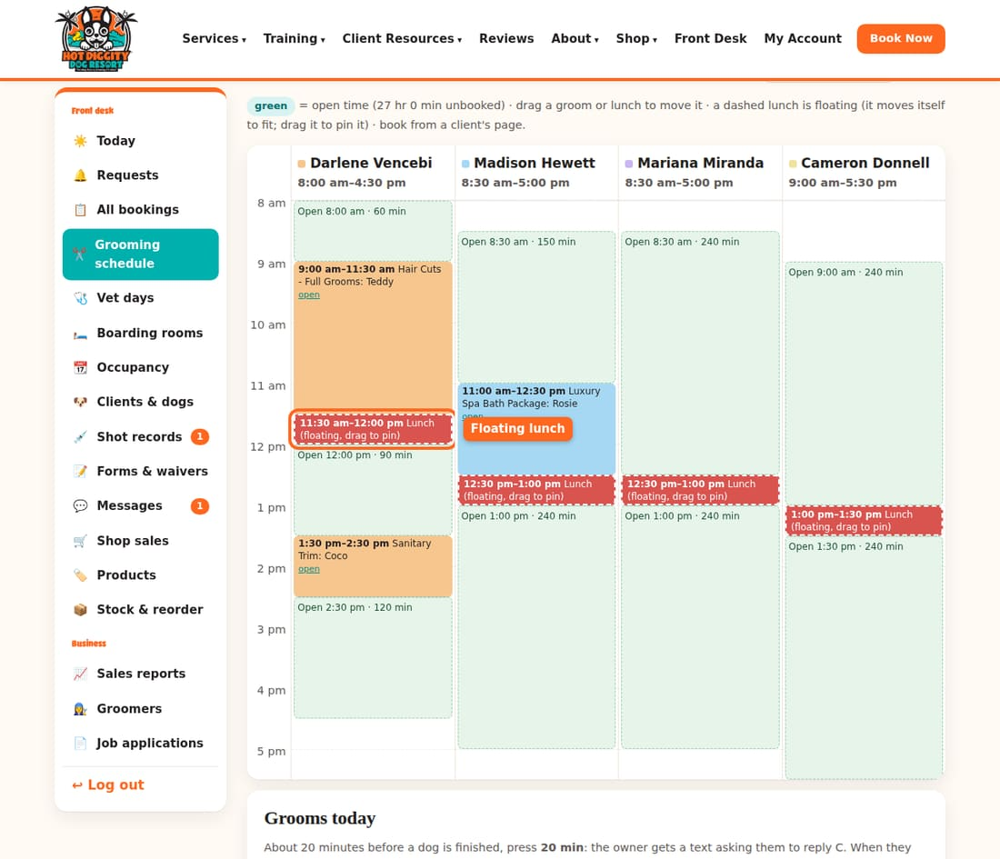 HOT DIGGITY
DOG RESORT
Services ▾
Training ▾
Client Resources ▾
Reviews
About ▾
Shop ▾
Front Desk
My Account
Book Now
Front desk
Today
Requests
All bookings
Grooming
schedule
Vet days
Boarding rooms
Occupancy
Clients & dogs
Shot records 1
Forms & waivers
Messages 1
Shop sales
Products
Stock & reorder
Business
Sales reports
Groomers
Job applications
↩ Log out
green = open time (27 hr 0 min unbooked) · drag a groom or lunch to move it · a dashed lunch is floating (it moves itself
to fit; drag it to pin it) · book from a client's page.
Darlene Vencebi
8:00 am–4:30 pm
Madison Hewett
8:30 am–5:00 pm
Mariana Miranda
8:30 am–5:00 pm
Cameron Donnell
9:00 am–5:30 pm
8 am
9 am
10 am
11 am
12 pm
1 pm
2 pm
3 pm
4 pm
5 pm
Open 8:00 am · 60 min
9:00 am–11:30 am Hair Cuts
- Full Grooms: Teddy
open
11:30 am–12:00 pm Lunch
(floating, drag to pin)
Open 12:00 pm · 90 min
1:30 pm–2:30 pm Sanitary
Trim: Coco
open
Open 2:30 pm · 120 min
Open 8:30 am · 150 min
11:00 am–12:30 pm Luxury
Spa Bath Package: Rosie
open
Floating lunch
12:30 pm–1:00 pm Lunch
(floating, drag to pin)
Open 1:00 pm · 240 min
Open 8:30 am · 240 min
12:30 pm–1:00 pm Lunch
(floating, drag to pin)
Open 1:00 pm · 240 min
Open 9:00 am · 240 min
1:00 pm–1:30 pm Lunch
(floating, drag to pin)
Open 1:30 pm · 240 min
Grooms today
About 20 minutes before a dog is finished, press 20 min: the owner gets a text asking them to reply C. When they